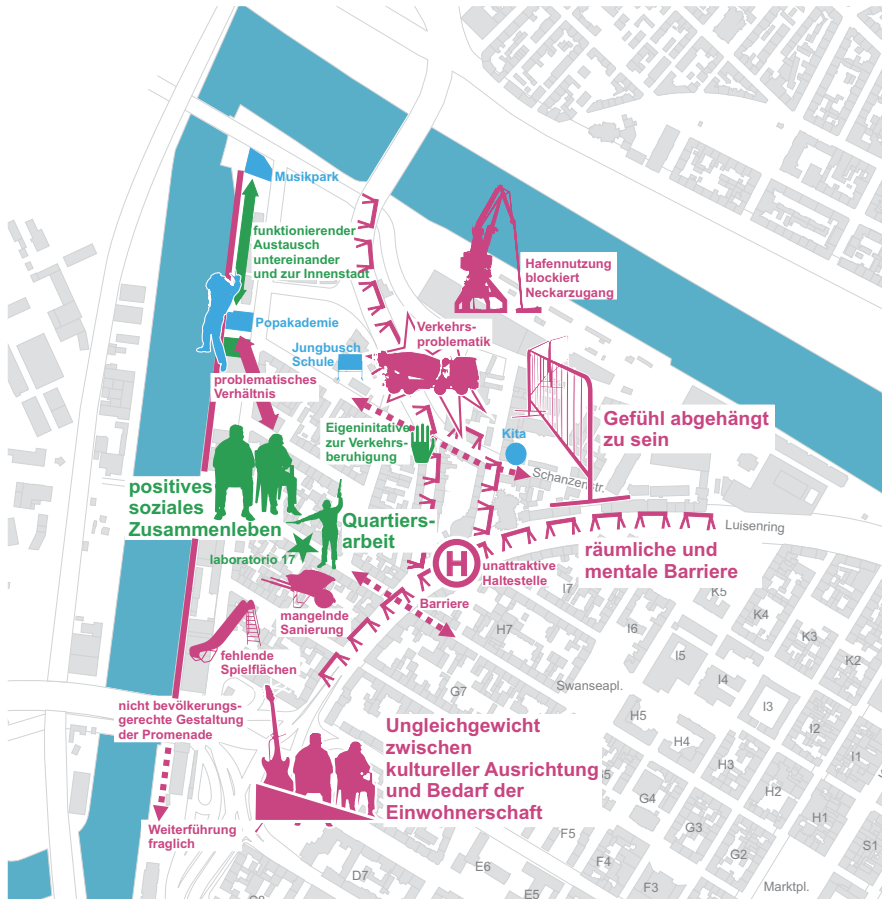 Musikpark
funktionierender
Austausch
untereinander
und zur Innenstadt
Hafennutzung
blockiert
Neckarzugang
Popakademie
Verkehrs-
problematik
Jungbusch
Schule
problematisches
Verhältnis
Gefühl abgehängt
zu sein
Eigeninitative
zur Verkehrs-
beruhigung
Kita
Schanzenstr.
positives
soziales
Zusammenleben
Quartiers-
arbeit
Luisenring
laboratorio 17
H
unattraktive
Haltestelle
räumliche und
mentale Barriere
Barriere
mangelnde
Sanierung
fehlende
Spielflächen
I7
K5
K4
K3
K2
H7
I6
I5
I4
I3
I2
I1
Swanseapl.
G7
H5
H4
H3
H2
H1
S1
nicht bevölkerungs-
gerechte Gestaltung
der Promenade
Ungleichgewicht
zwischen
kultureller Ausrichtung
und Bedarf der
Einwohnerschaft
G4
G3
G2
Weiterführung
fraglich
F5
F4
F3
E6
E5
D7
Marktpl.